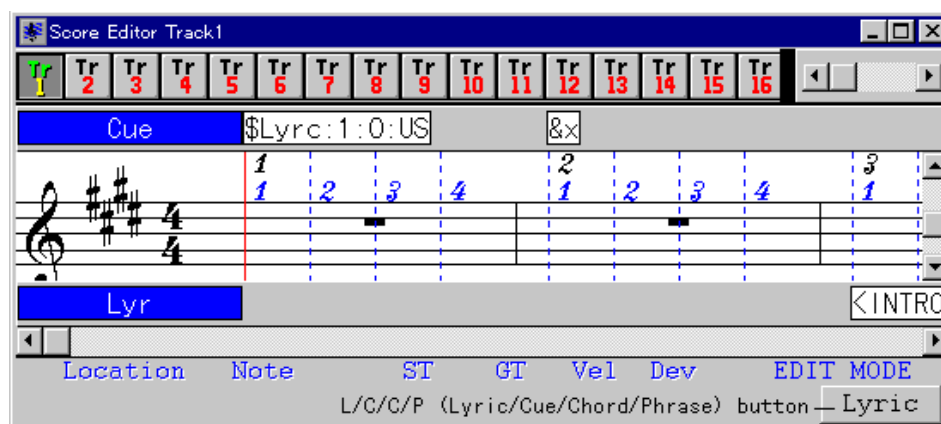 Score Editor Track1
Tr 1 Tr 2 Tr 3 Tr 4 Tr 5 Tr 6 Tr 7 Tr 8 Tr 9 Tr 10 Tr 11 Tr 12 Tr 13 Tr 14 Tr 15 Tr 16
Cue $Lyrc:1:0:US &x
1 2 3
1 2 3 4 1 2 3 4 1
4
4
Lyr <INTRO
Location Note ST GT Vel Dev EDIT MODE
L/C/C/P (Lyric/Cue/Chord/Phrase) button Lyric